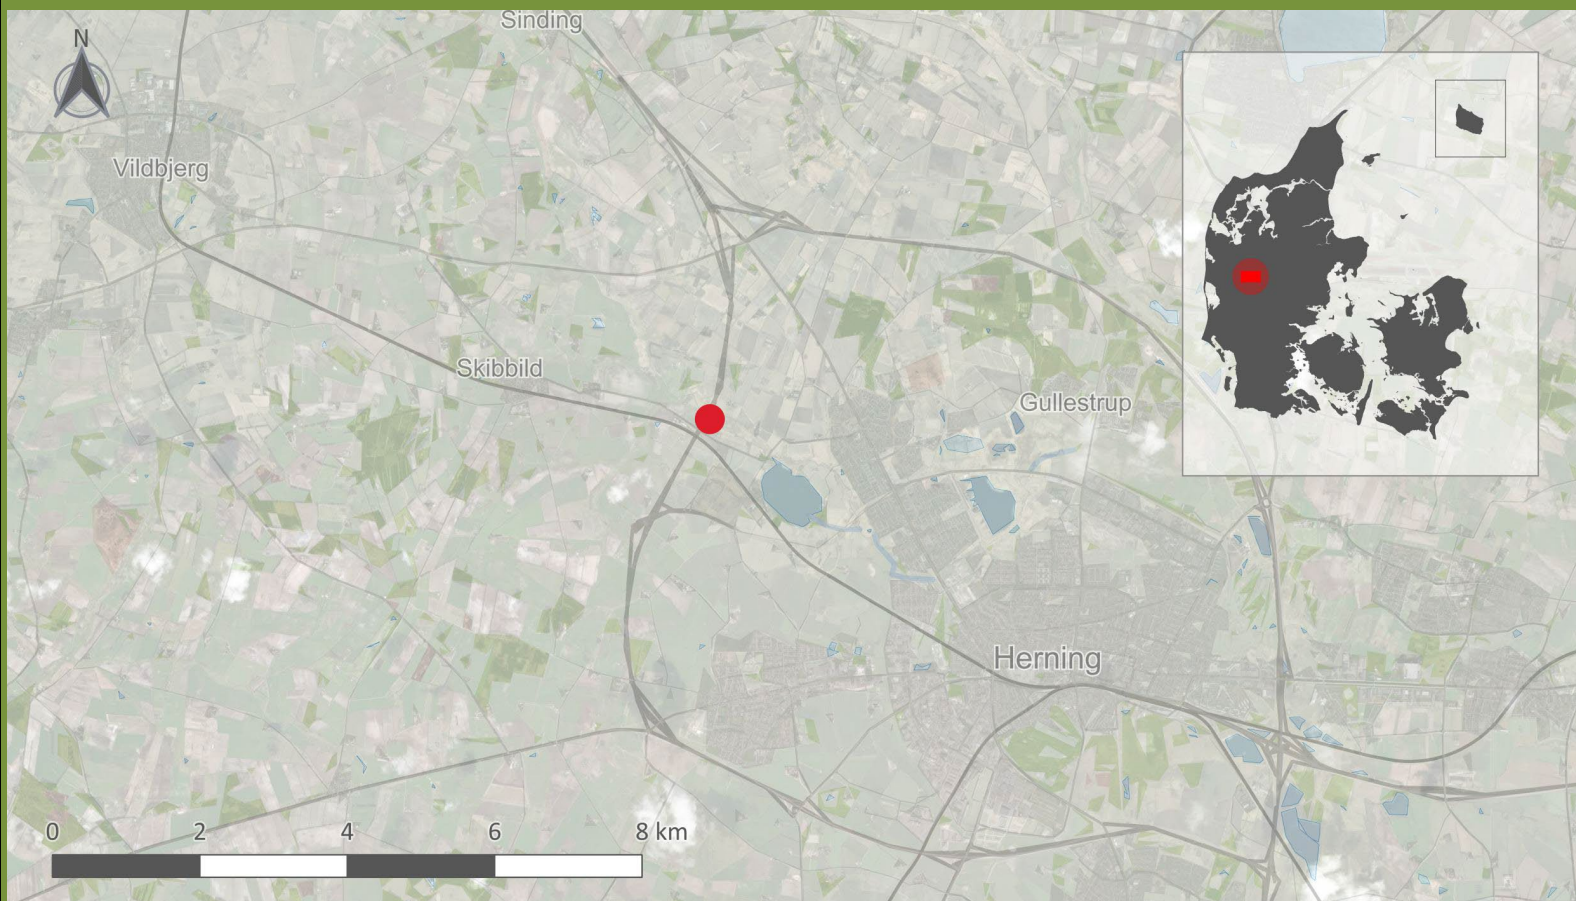 Sinding
N
Vildbjerg
Skibbild
Gullestrup
Herning
0 2 4 6 8 km